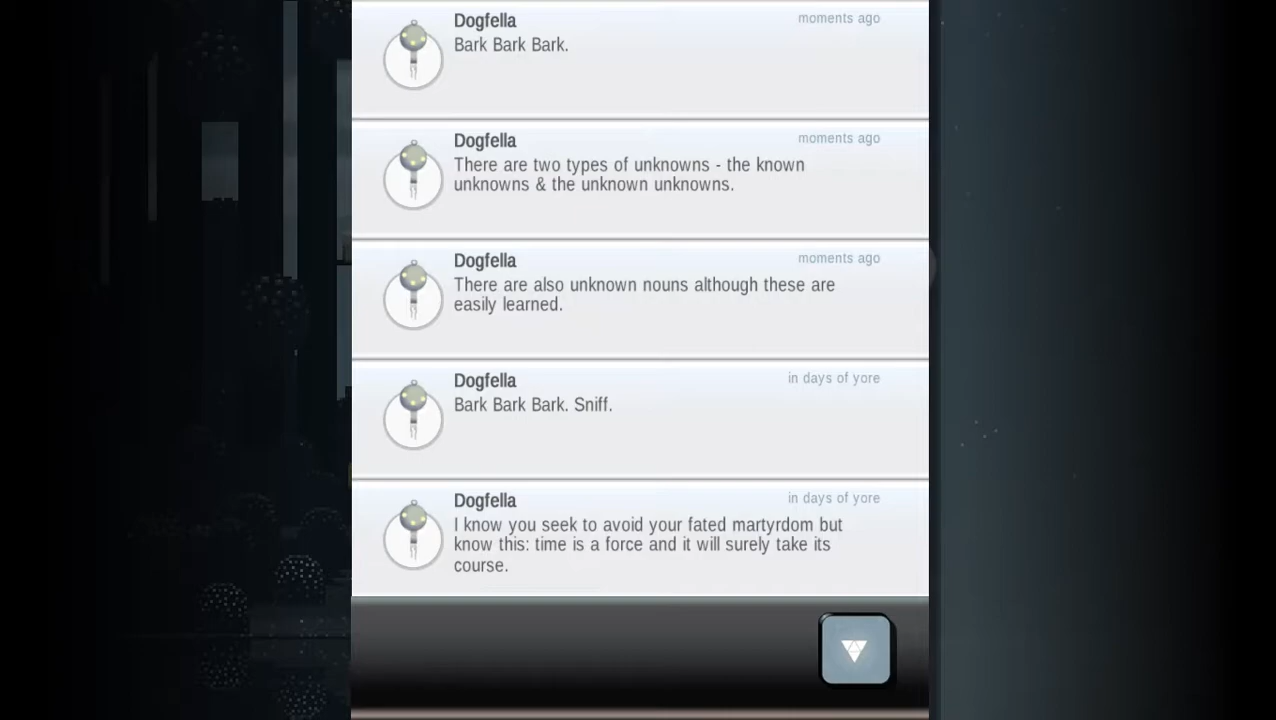 Dogfella
moments ago
Bark Bark Bark.
Dogfella
moments ago
There are two types of unknowns - the known
unknowns & the unknown unknowns.
Dogfella
moments ago
There are also unknown nouns although these are
easily learned.
Dogfella
in days of yore
Bark Bark Bark. Sniff.
Dogfella
in days of yore
I know you seek to avoid your fated martyrdom but
know this: time is a force and it will surely take its
course.